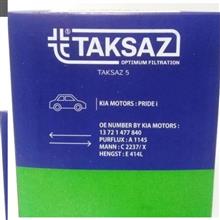 TAKSAZ
OPTIMUM FILTRATION
TAKSAZ 5
KIA MOTORS : PRIDE i
OE NUMBER BY KIA MOTORS :
13 72 1 477 840
PURFLUX : A 1145
MANN : C 2237/ X
HENGST : E 414L